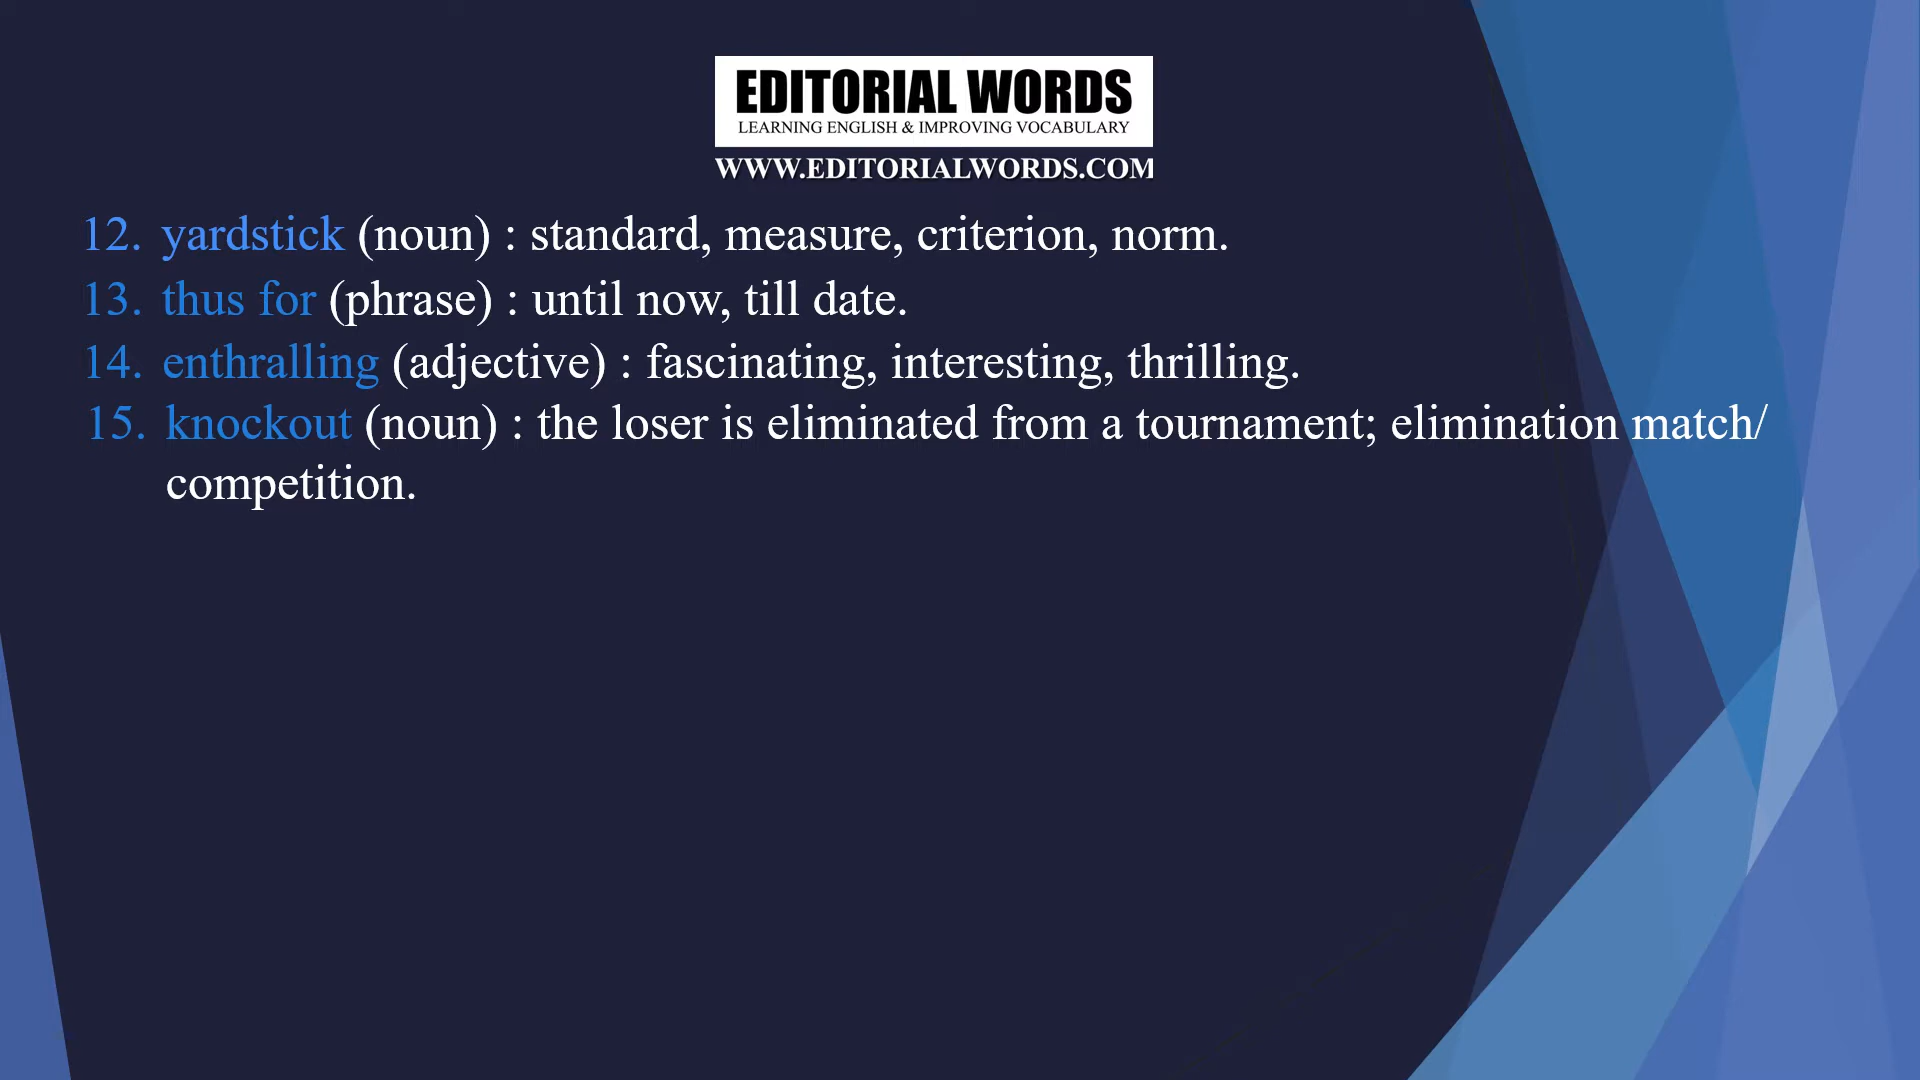 EDITORIAL WORDS
LEARNING ENGLISH & IMPROVING VOCABULARY
WWW.EDITORIALWORDS.COM
12. yardstick (noun) : standard, measure, criterion, norm.
13. thus for (phrase) : until now, till date.
14. enthralling (adjective) : fascinating, interesting, thrilling.
15. knockout (noun) : the loser is eliminated from a tournament; elimination match/
competition.